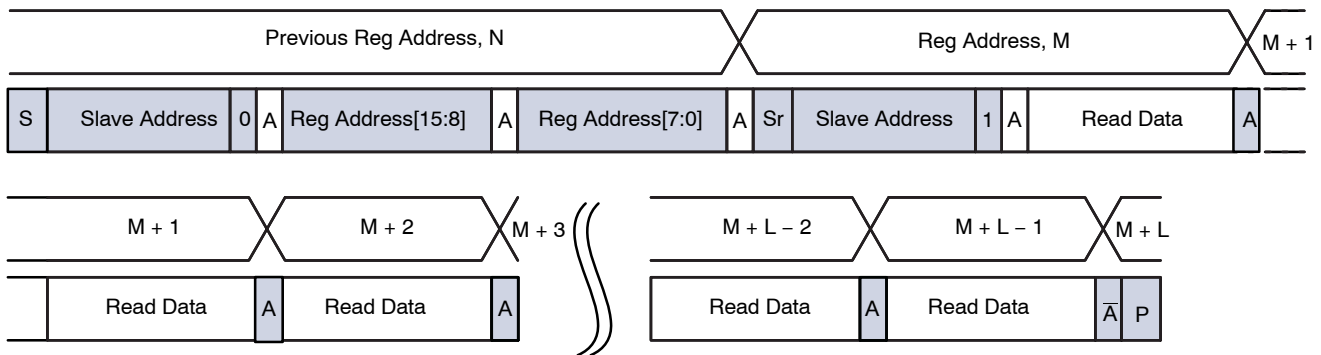 Previous Reg Address, N Reg Address, M M + 1
S Slave Address 0 A Reg Address[15:8] A Reg Address[7:0] A Sr Slave Address 1 A Read Data A
M + 1 M + 2 M + 3 M + L − 2 M + L − 1 M + L
Read Data A Read Data A Read Data A Read Data A̅ P